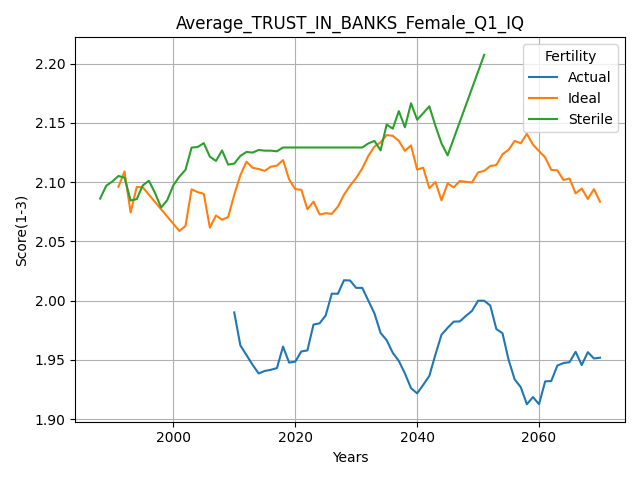 Average_TRUST_IN_BANKS_Female_Q1_IQ
Fertility
Actual
Ideal
Sterile
Score(1-3)
2.20
2.15
2.10
2.05
2.00
1.95
1.90
2000 2020 2040 2060
Years